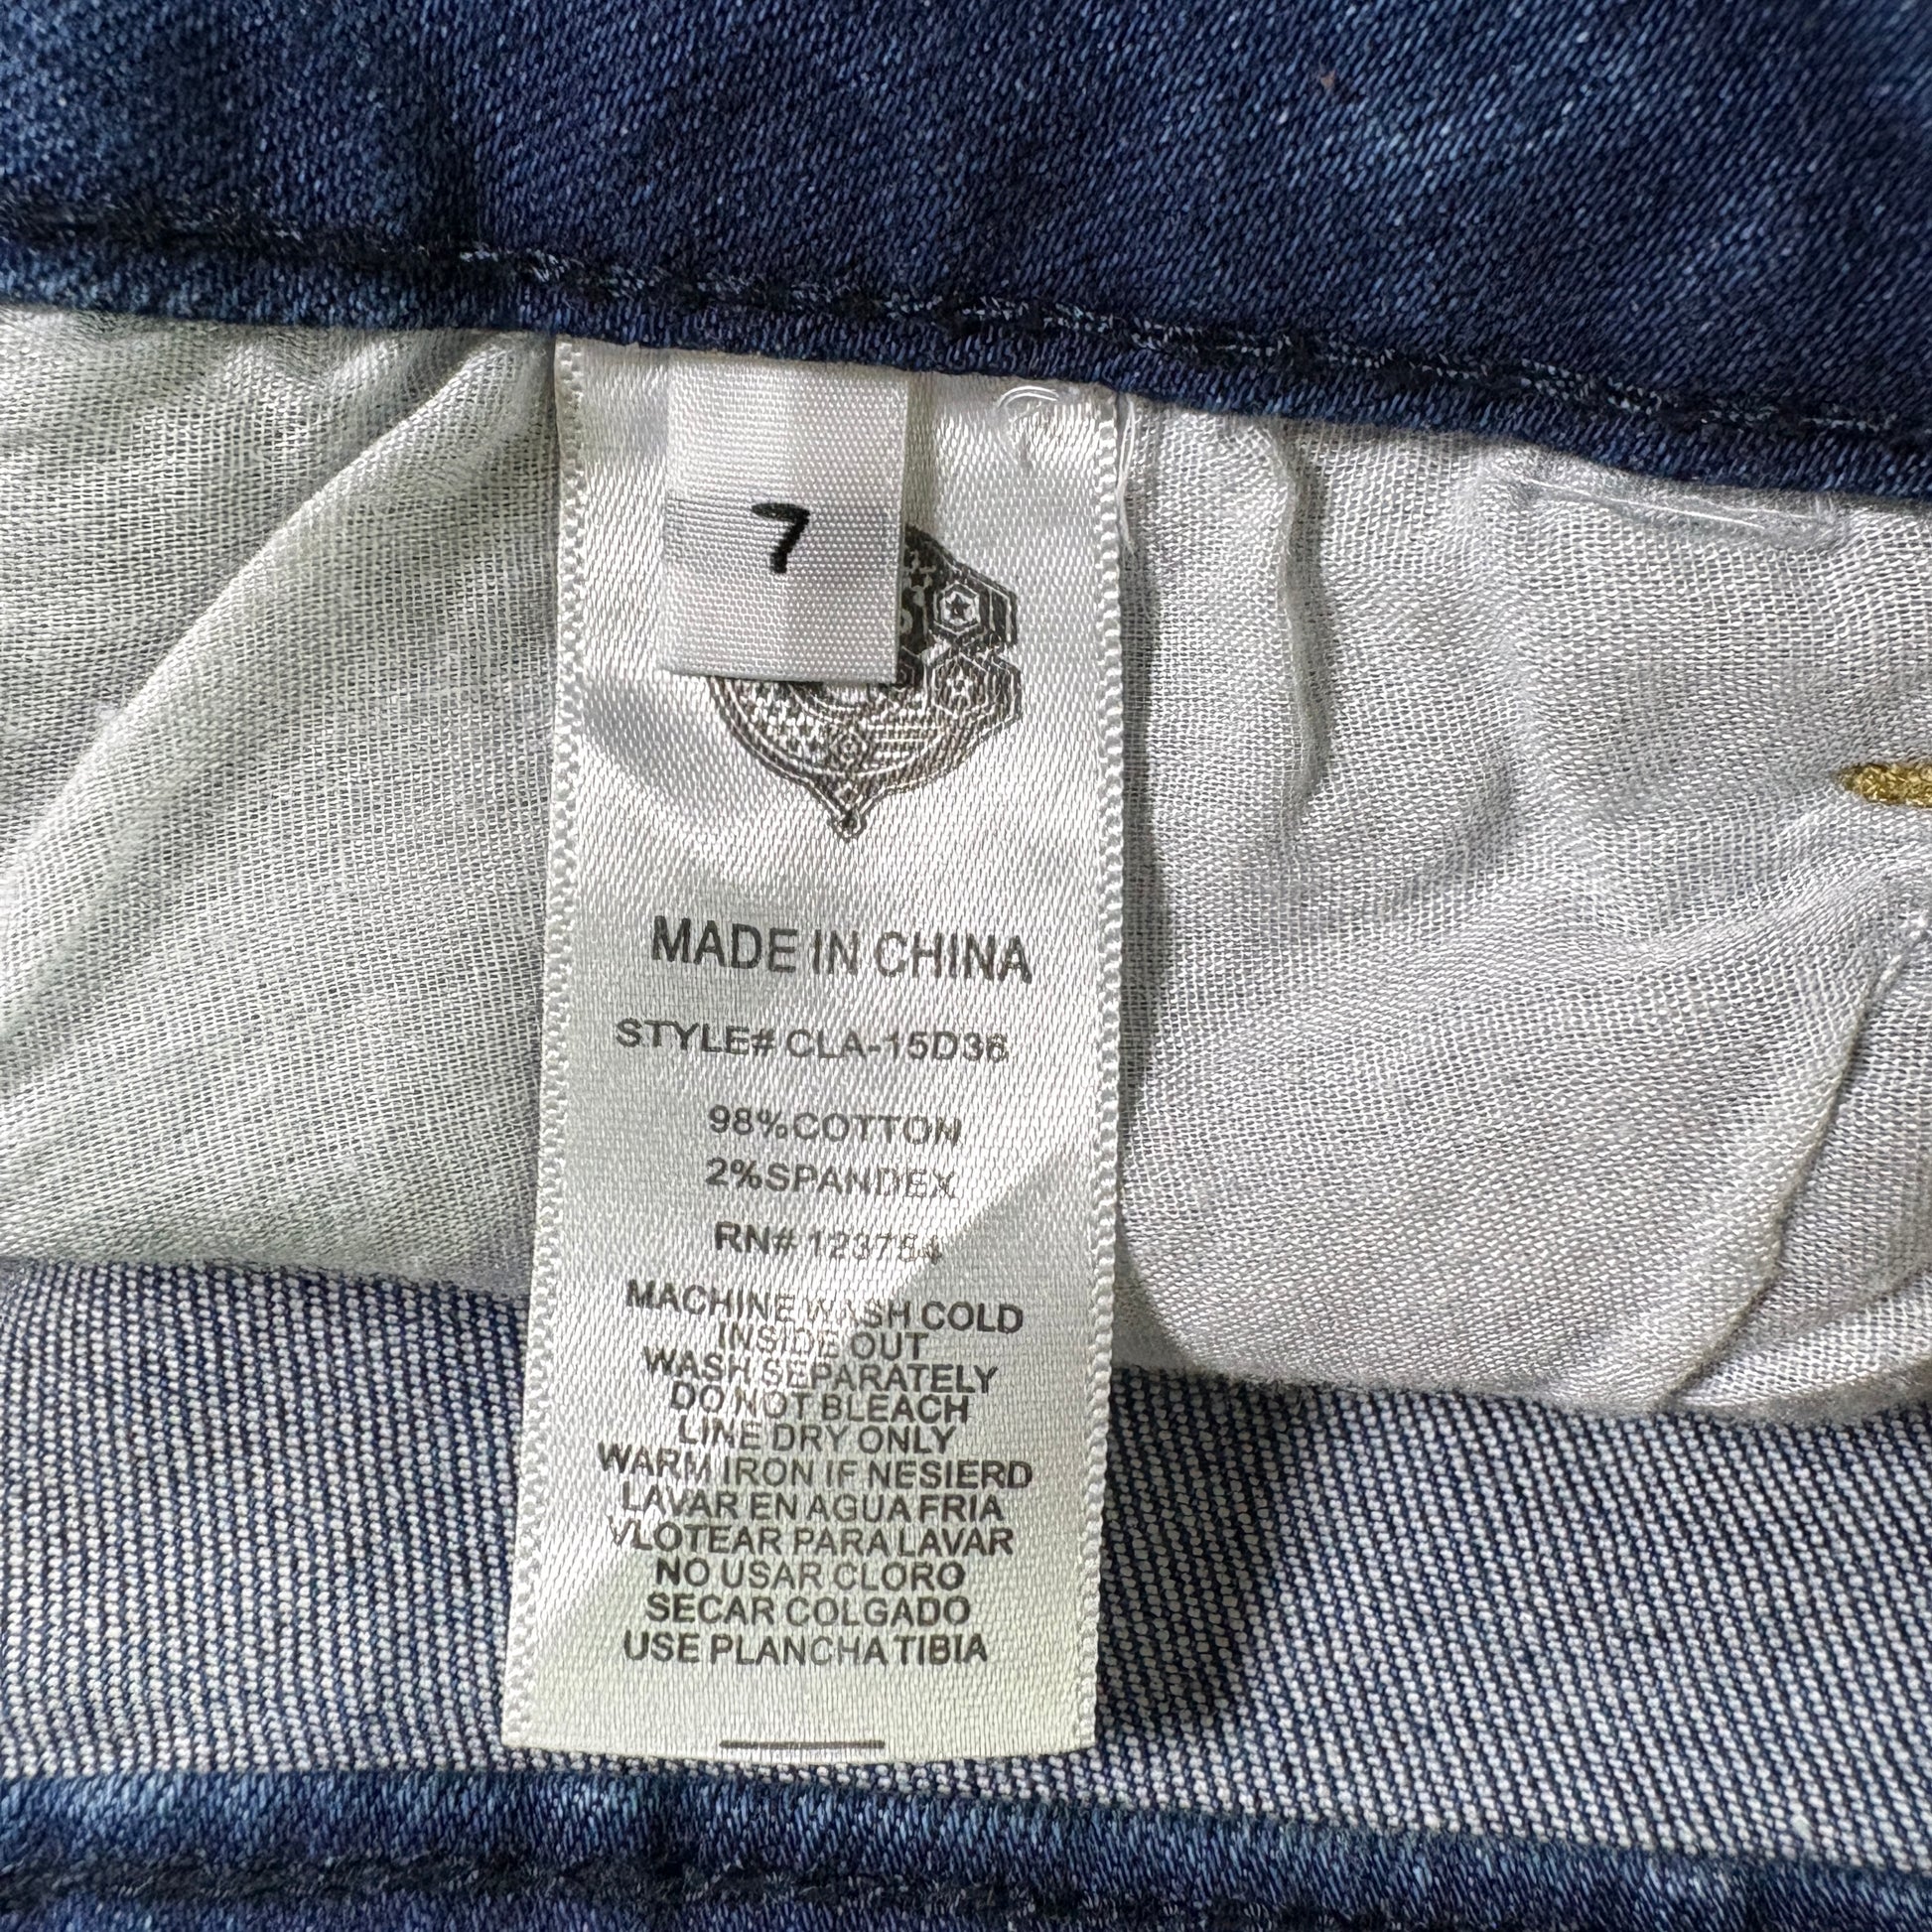 7
MADE IN CHINA
STYLE# CLA-15D36
98%COTTON
2%SPANDEX
RN# 123754
MACHINE WASH COLD
INSIDE OUT
WASH SEPARATELY
DO NOT BLEACH
LINE DRY ONLY
WARM IRON IF NESIERD
LAVAR EN AGUA FRIA
VLOTEAR PARA LAVAR
NO USAR CLORO
SECAR COLGADO
USE PLANCHA TIBIA